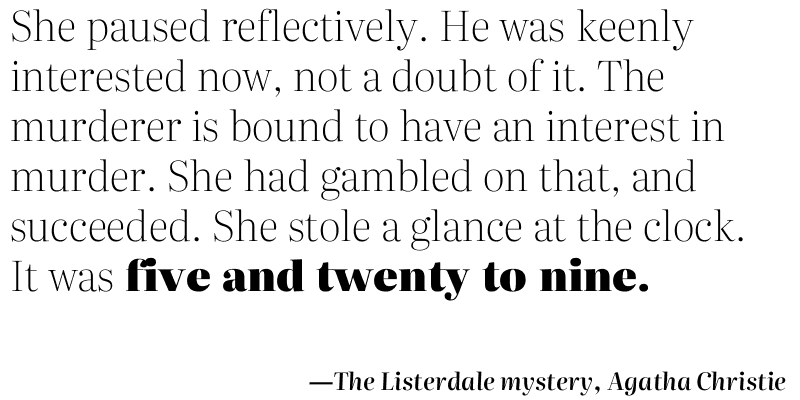 She paused reflectively. He was keenly
interested now, not a doubt of it. The
murderer is bound to have an interest in
murder. She had gambled on that, and
succeeded. She stole a glance at the clock.
It was five and twenty to nine.
—The Listerdale mystery, Agatha Christie